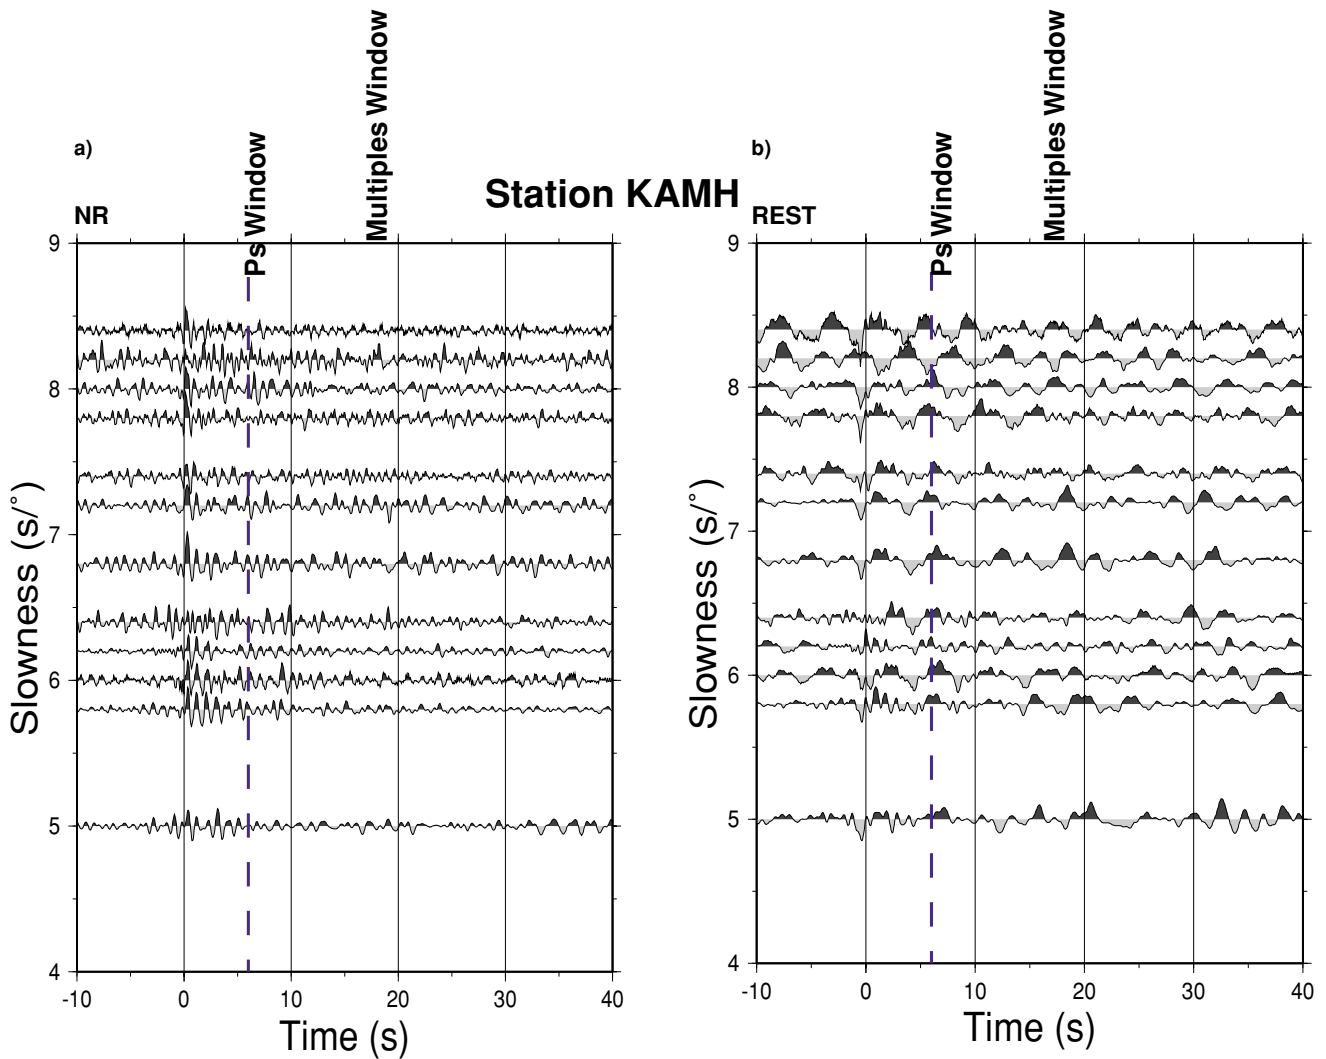 Station KAMH
a)
NR
Ps Window
Multiples Window
9
8
7
6
5
4
Slowness (s/°)
-10 0 10 20 30 40
Time (s)
b)
REST
Ps Window
Multiples Window
9
8
7
6
5
4
Slowness (s/°)
-10 0 10 20 30 40
Time (s)